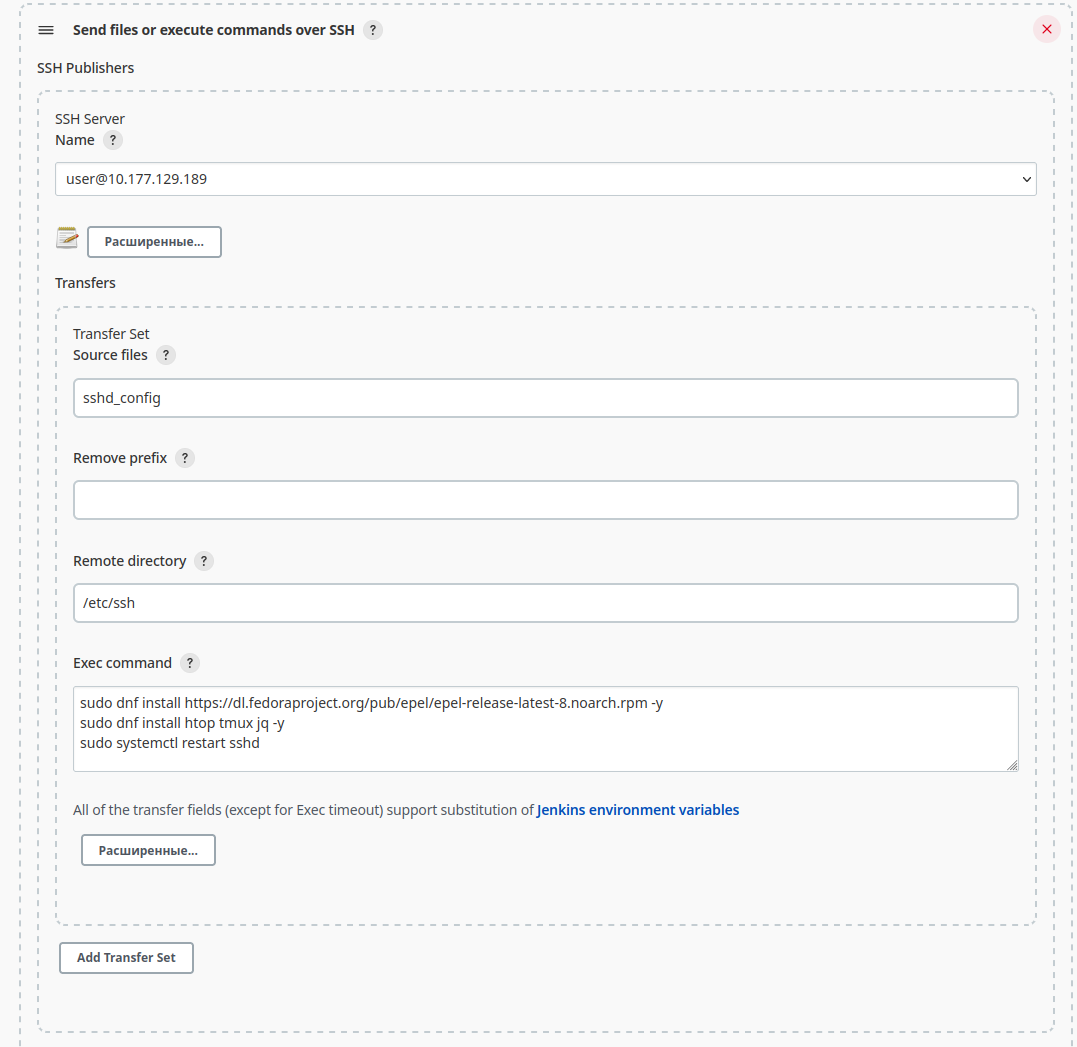 Send files or execute commands over SSH ?
SSH Publishers
SSH Server
Name ?
user@10.177.129.189
Расширенные...
Transfers
Transfer Set
Source files ?
sshd_config
Remove prefix ?
Remote directory ?
/etc/ssh
Exec command ?
sudo dnf install https://dl.fedoraproject.org/pub/epel/epel-release-latest-8.noarch.rpm -y
sudo dnf install htop tmux jq -y
sudo systemctl restart sshd
All of the transfer fields (except for Exec timeout) support substitution of Jenkins environment variables
Расширенные...
Add Transfer Set